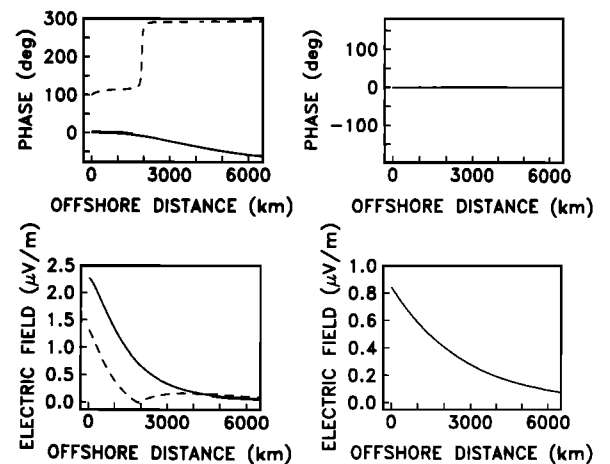 PHASE (deg)
300
200
100
0
0 3000 6000
OFFSHORE DISTANCE (km)
PHASE (deg)
100
0
-100
0 3000 6000
OFFSHORE DISTANCE (km)
ELECTRIC FIELD (μV/m)
2.5
2.0
1.5
1.0
0.5
0.0
0 3000 6000
OFFSHORE DISTANCE (km)
ELECTRIC FIELD (μV/m)
1.0
0.8
0.6
0.4
0.2
0.0
0 3000 6000
OFFSHORE DISTANCE (km)